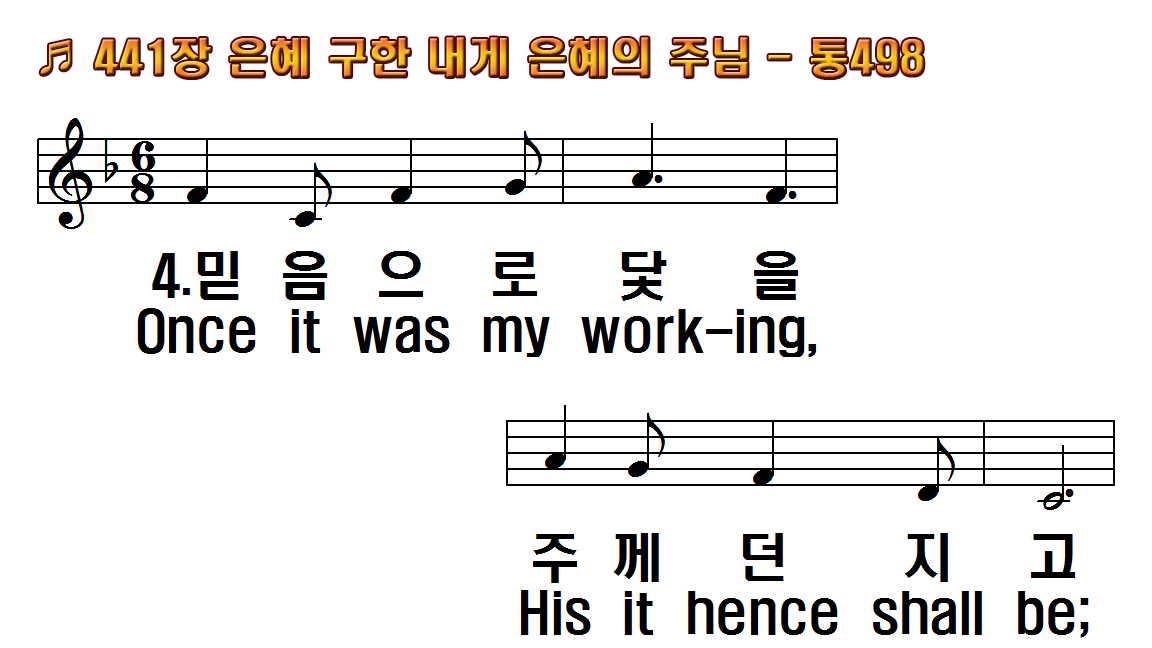 ♬ 441장 은혜 구한 내게 은혜의 주님 - 통498
4.믿 음 으 로 닻 을
Once it was my work-ing,
주 께 던 지 고
His it hence shall be;